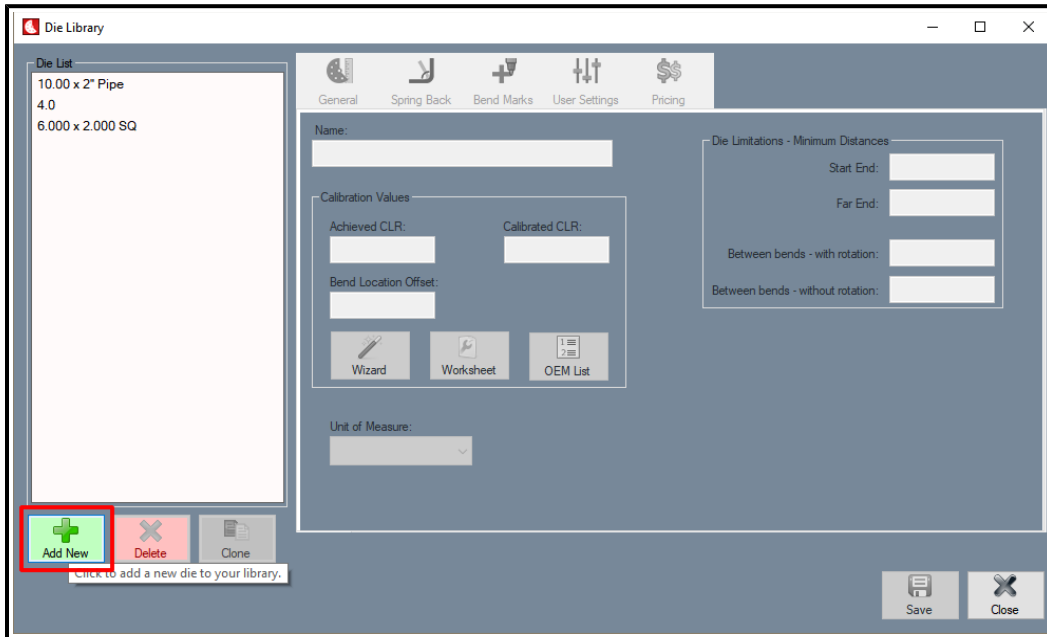 Die Library
Die List
10.00 x 2" Pipe
4.0
6.000 x 2.000 SQ
Add New
Delete
Clone
Click to add a new die to your library.
General
Spring Back
Bend Marks
User Settings
Pricing
Name:
Calibration Values
Achieved CLR:
Calibrated CLR:
Bend Location Offset:
Wizard
Worksheet
OEM List
Unit of Measure:
Die Limitations - Minimum Distances
Start End:
Far End:
Between bends - with rotation:
Between bends - without rotation:
Save
Close